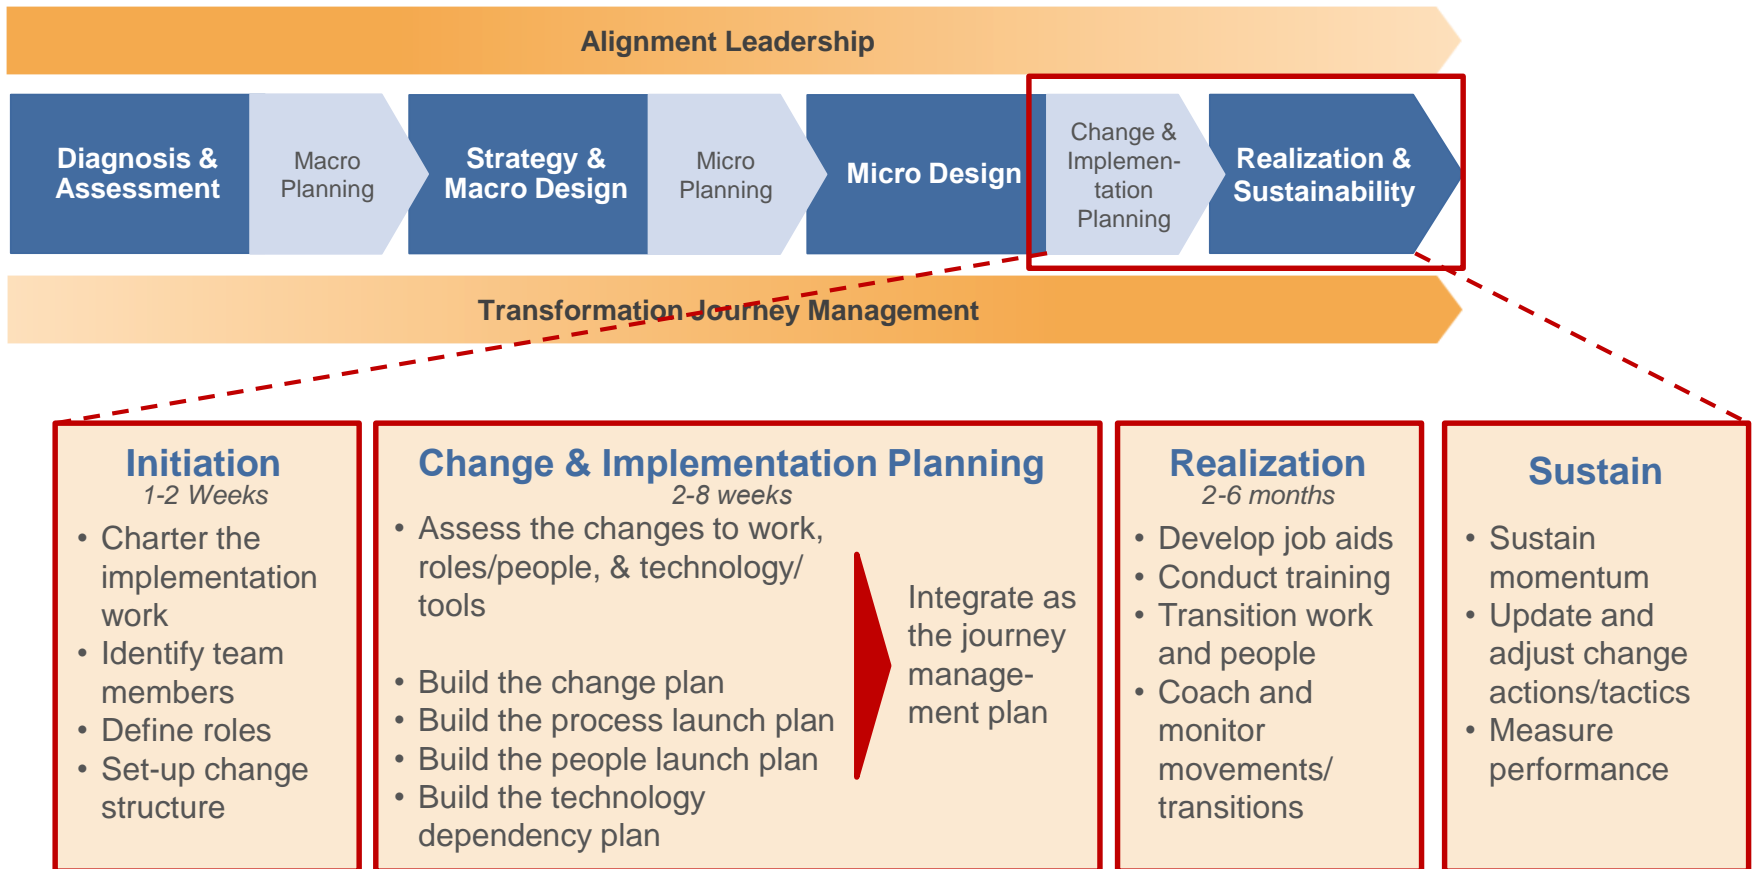 Alignment Leadership
Diagnosis &
Assessment
Macro
Planning
Strategy &
Macro Design
Micro
Planning
Micro Design
Change &
Implemen-
tation
Planning
Realization &
Sustainability
Transformation Journey Management
Initiation
1-2 Weeks
• Charter the
implementation
work
• Identify team
members
• Define roles
• Set-up change
structure
Change & Implementation Planning
2-8 weeks
• Assess the changes to work,
roles/people, & technology/
tools
• Build the change plan
• Build the process launch plan
• Build the people launch plan
• Build the technology
dependency plan
Integrate as
the journey
manage-
ment plan
Realization
2-6 months
• Develop job aids
• Conduct training
• Transition work
and people
• Coach and
monitor
movements/
transitions
Sustain
• Sustain
momentum
• Update and
adjust change
actions/tactics
• Measure
performance